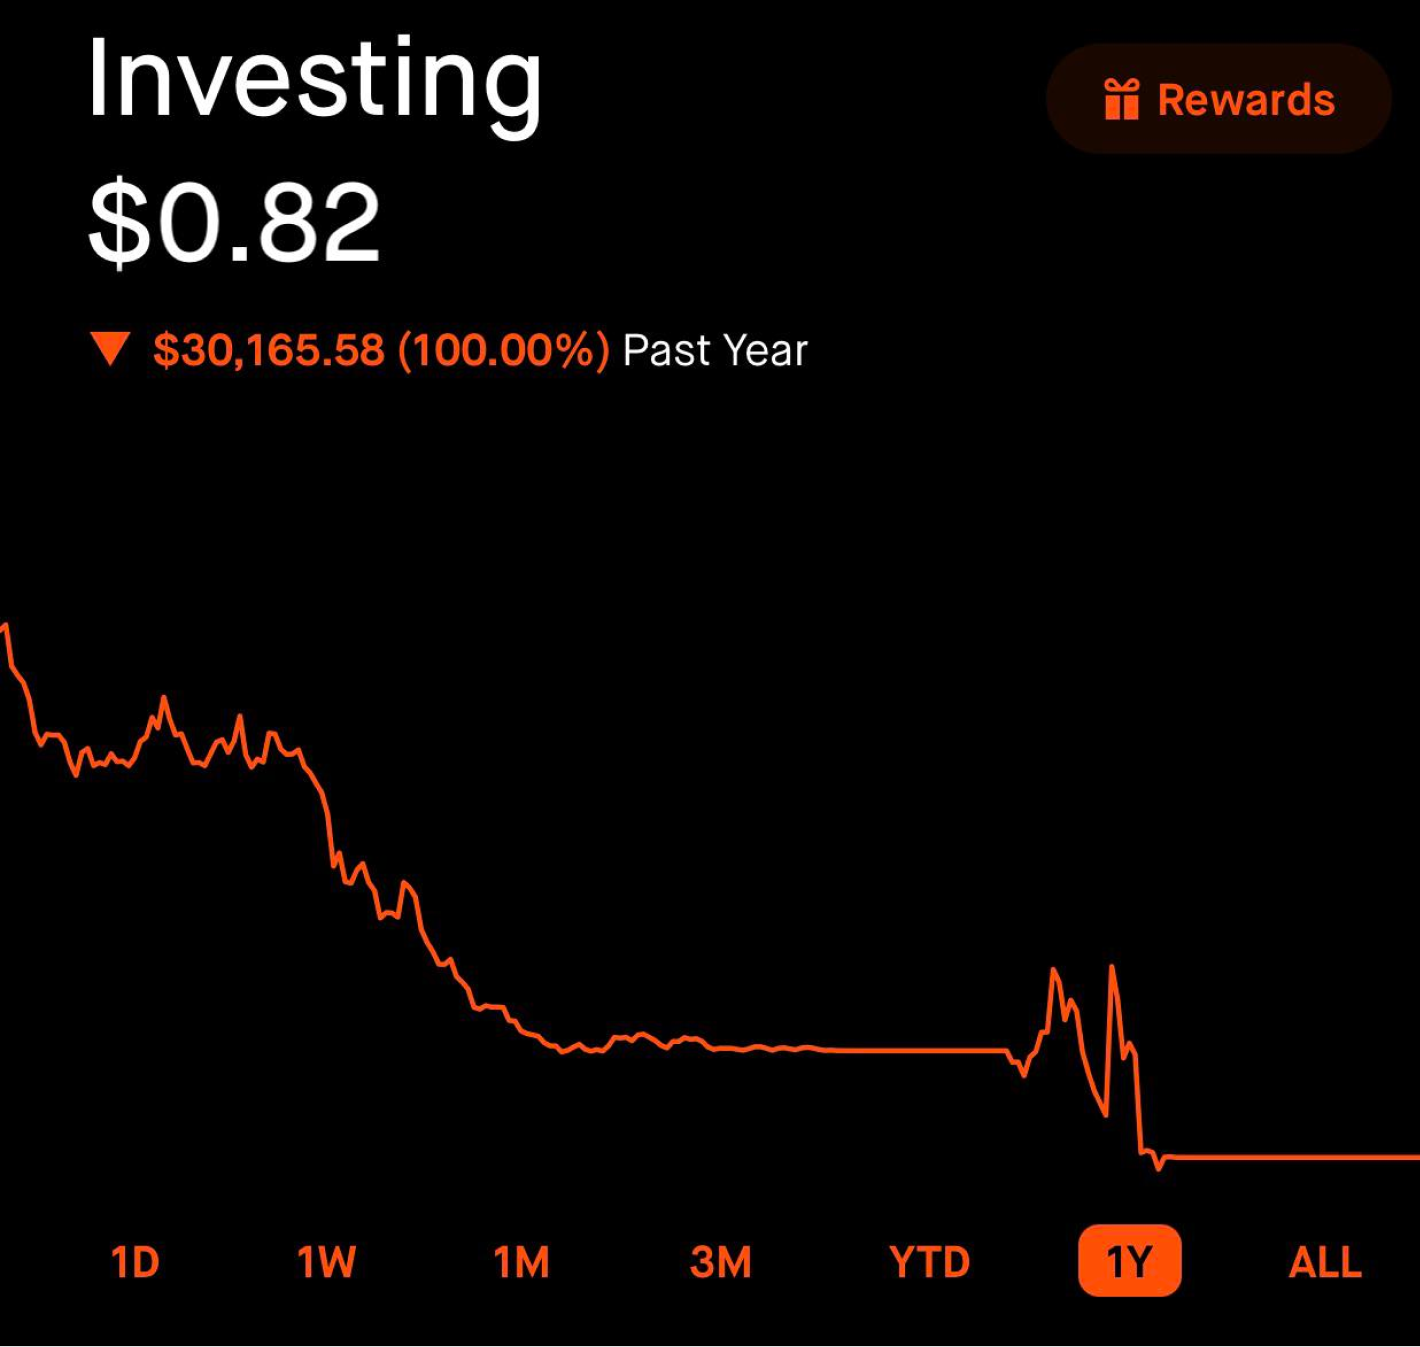 Investing
Rewards
$0.82
▼ $30,165.58 (100.00%) Past Year
1D 1W 1M 3M YTD 1Y ALL